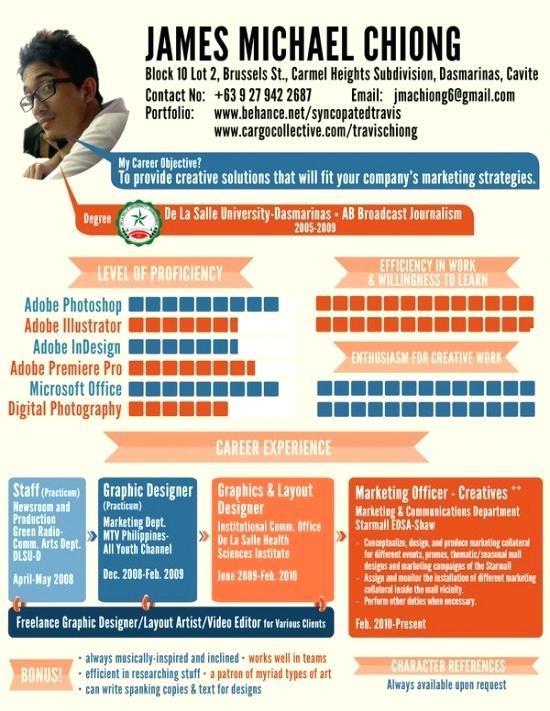 JAMES MICHAEL CHIONG
Block 10 Lot 2, Brussels St., Carmel Heights Subdivision, Dasmarinas, Cavite
Contact No: +63 9 27 942 2687 Email: jmachiong6@gmail.com
Portfolio: www.behance.net/syncopatedtravis
www.cargocollective.com/travischiong
My Career Objective?
To provide creative solutions that will fit your company's marketing strategies.
Degree
De La Salle University-Dasmarinas • AB Broadcast Journalism
2005-2009
LEVEL OF PROFICIENCY
Adobe Photoshop
Adobe Illustrator
Adobe InDesign
Adobe Premiere Pro
Microsoft Office
Digital Photography
EFFICIENCY IN WORK
& WILLINGNESS TO LEARN
ENTHUSIASM FOR CREATIVE WORK
CAREER EXPERIENCE
Staff (Practicum)
Newsroom and
Production
Green Radio-
Comm. Arts Dept.
DLSU-D
April-May 2008
Graphic Designer
(Practicum)
Marketing Dept.
MTV Philippines-
All Youth Channel
Dec. 2008-Feb. 2009
Graphics & Layout
Designer
Institutional Comm. Office
De La Salle Health
Sciences Institute
June 2009-Feb. 2010
Marketing Officer - Creatives ++
Marketing & Communications Department
Starmall EDSA-Shaw
- Conceptualize, design, and produce marketing collateral
for different events, promos, thematic/seasonal mall
designs and marketing campaigns of the Starmall
- Assign and monitor the installation of different marketing
collateral inside the mall vicinity.
- Perform other duties when necessary.
Feb. 2010-Present
Freelance Graphic Designer/Layout Artist/Video Editor for Various Clients
BONUS!
• always musically-inspired and inclined • works well in teams
• efficient in researching stuff • a patron of myriad types of art
• can write spanking copies & text for designs
CHARACTER REFERENCES
Always available upon request